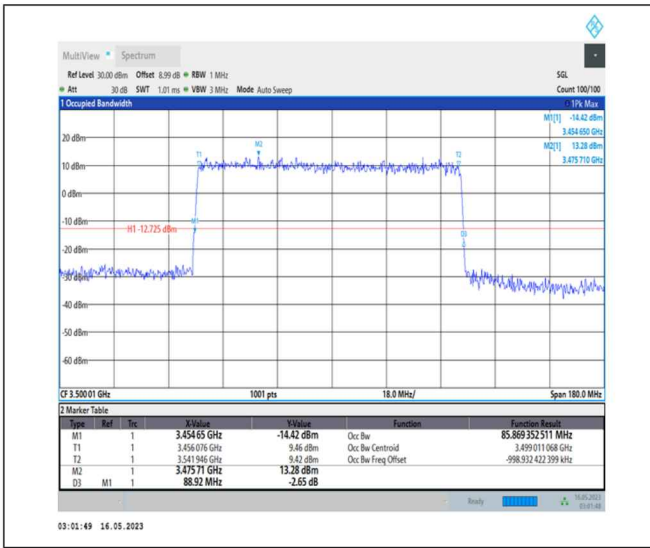 MultiView Spectrum
Ref Level 30.00 dBm Offset 8.99 dB RBW 1 MHz SGL
Att 30 dB SWT 1.01 ms VBW 3 MHz Mode Auto Sweep Count 100/100
1 Occupied Bandwidth 1Pk Max
M1[1] -14.42 dBm
3.454 650 GHz
M2[1] 13.28 dBm
3.475 710 GHz
20 dBm
M2
T1
T2
10 dBm
0 dBm
-10 dBm
M1
H1 -12.725 dBm
D3
-20 dBm
-30 dBm
-40 dBm
-50 dBm
-60 dBm
CF 3.500 01 GHz 1001 pts 18.0 MHz/ Span 180.0 MHz
2 Marker Table
Type Ref Trc X-Value Y-Value Function Function Result
M1 1 3.454 65 GHz -14.42 dBm Occ Bw 85.869 352 511 MHz
T1 1 3.456 076 GHz 9.46 dBm Occ Bw Centroid 3.499 011 068 GHz
T2 1 3.541 946 GHz 9.42 dBm Occ Bw Freq Offset -998.932 422 399 kHz
M2 1 3.475 71 GHz 13.28 dBm
D3 M1 1 88.92 MHz -2.65 dB
Ready 16.05.2023
03:01:48
03:01:49 16.05.2023